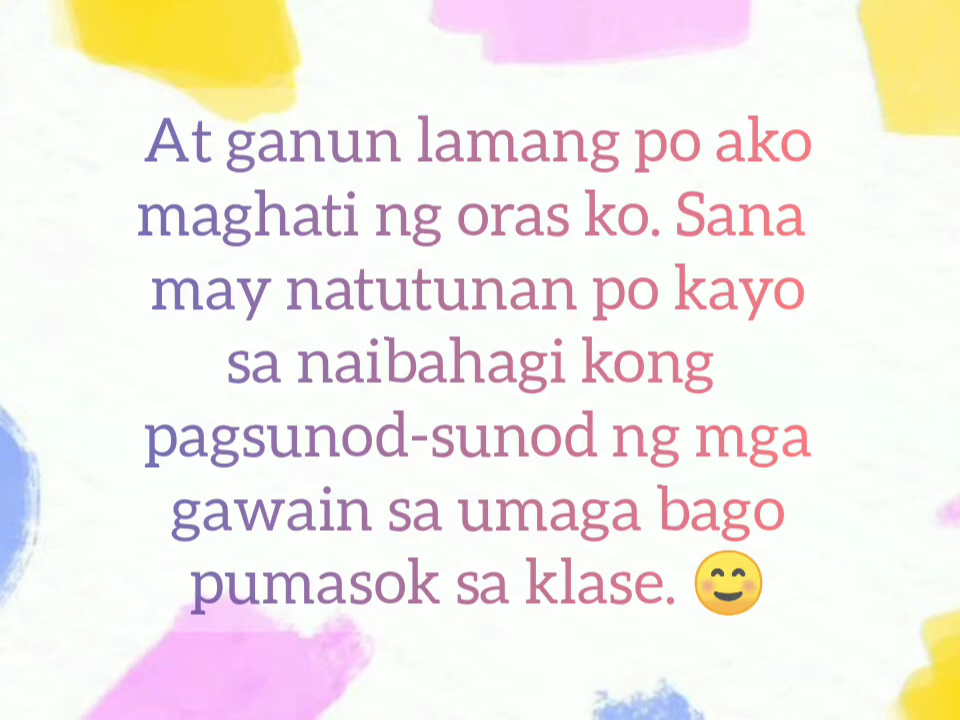 At ganun lamang po ako
maghati ng oras ko. Sana
may natutunan po kayo
sa naibahagi kong
pagsunod-sunod ng mga
gawain sa umaga bago
pumasok sa klase. 😊